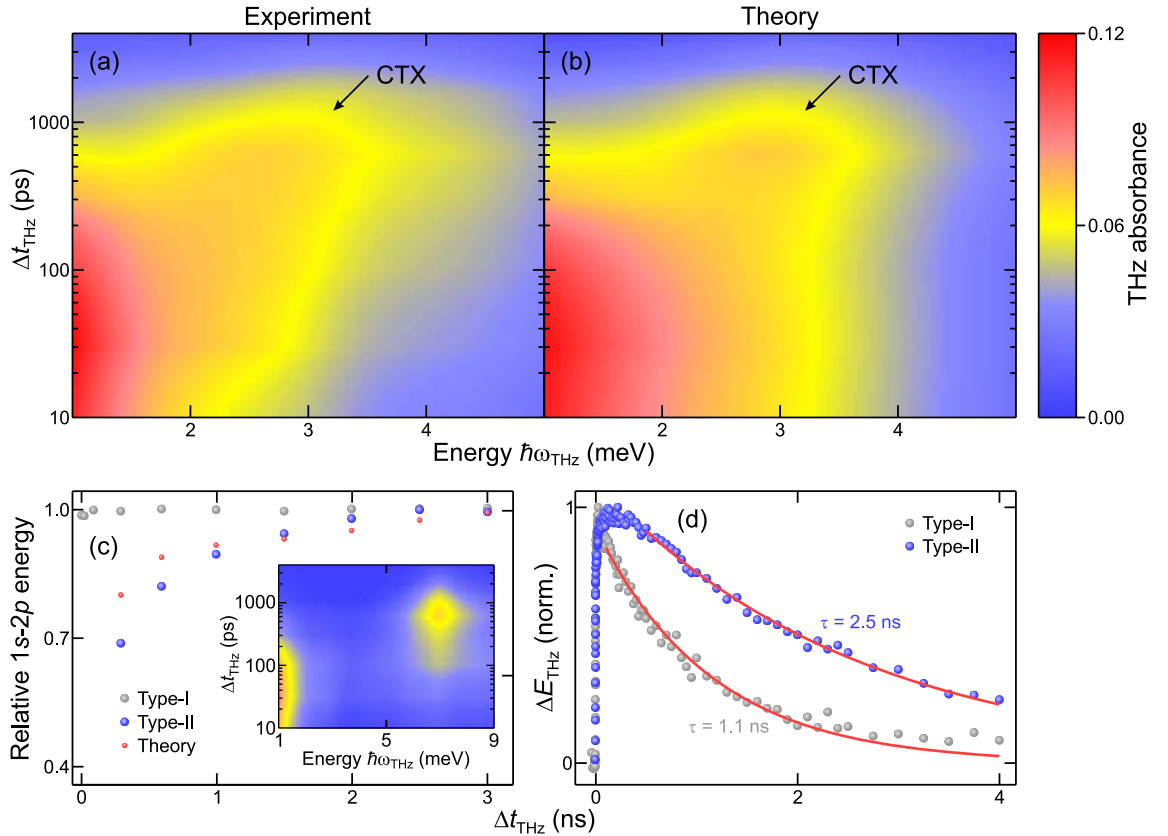 Experiment
Theory
(a)
CTX
(b)
CTX
1000
100
10
Δt_THz (ps)
2
3
4
2
3
4
Energy ℏω_THz (meV)
0.12
0.06
0.00
THz absorbance
(c)
1.0
0.7
0.4
Relative 1s-2p energy
Type-I
Type-II
Theory
1000
100
10
Δt_THz (ps)
1
5
9
Energy ℏω_THz (meV)
0
1
2
3
(d)
1
0
ΔE_THz (norm.)
Type-I
Type-II
τ = 2.5 ns
τ = 1.1 ns
0
2
4
Δt_THz (ns)